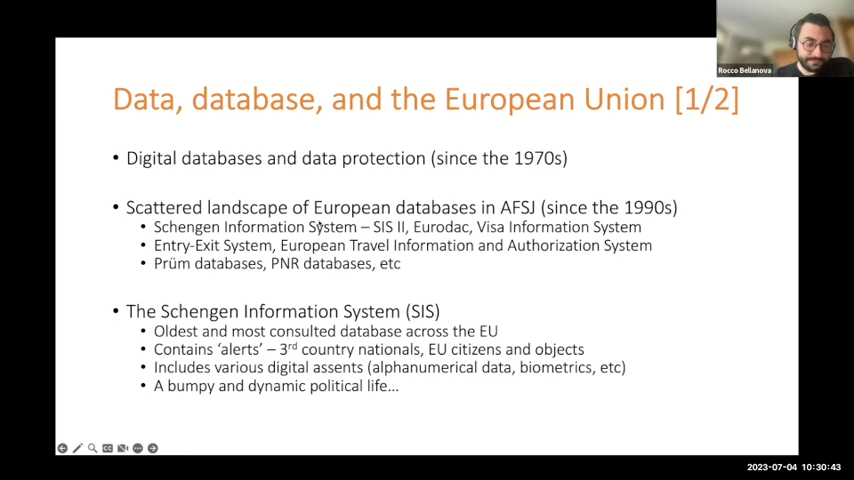 Rocco Bellanova
Data, database, and the European Union [1/2]
• Digital databases and data protection (since the 1970s)
• Scattered landscape of European databases in AFSJ (since the 1990s)
• Schengen Information System – SIS II, Eurodac, Visa Information System
• Entry-Exit System, European Travel Information and Authorization System
• Prüm databases, PNR databases, etc
• The Schengen Information System (SIS)
• Oldest and most consulted database across the EU
• Contains ‘alerts’ – 3rd country nationals, EU citizens and objects
• Includes various digital assents (alphanumerical data, biometrics, etc)
• A bumpy and dynamic political life...
2023-07-04 10:30:43